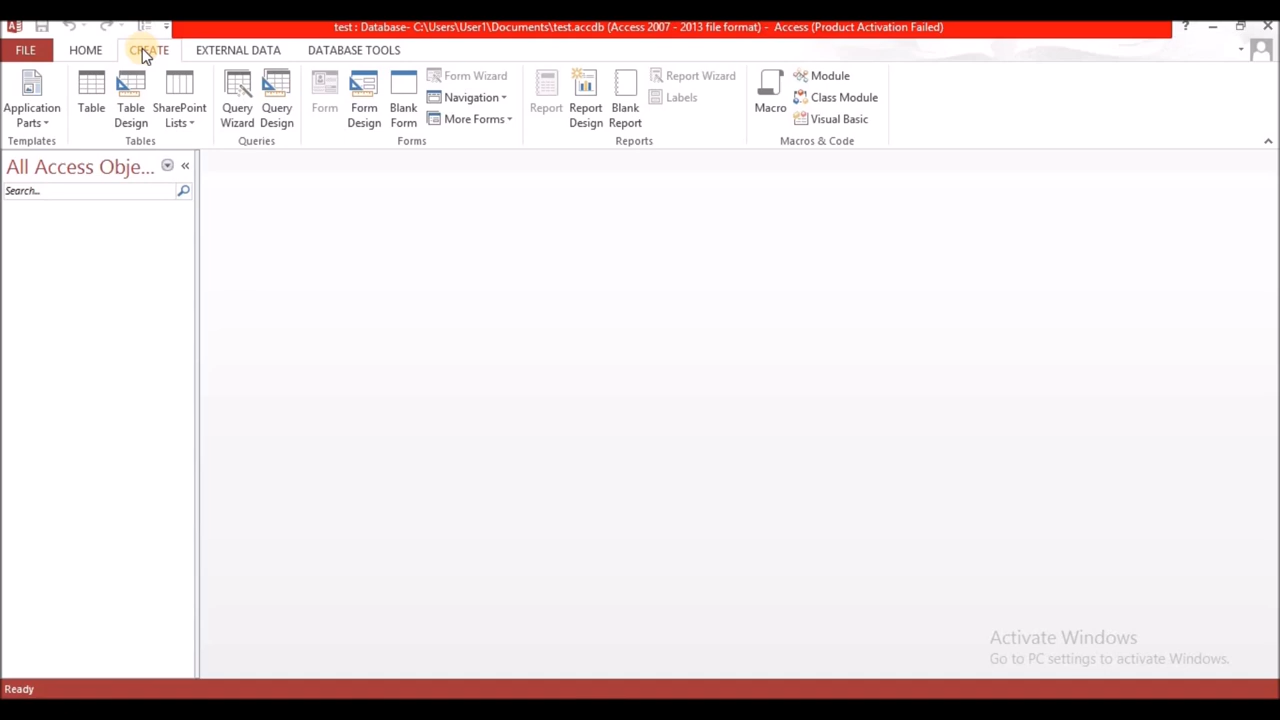 test : Database- C:\Users\User1\Documents\test.accdb (Access 2007 - 2013 file format) - Access (Product Activation Failed)
?
FILE HOME CREATE EXTERNAL DATA DATABASE TOOLS
Application Parts
Table
Table Design
SharePoint Lists
Query Wizard
Query Design
Form
Form Design
Blank Form
Form Wizard
Navigation
More Forms
Report
Report Design
Blank Report
Report Wizard
Labels
Macro
Module
Class Module
Visual Basic
Templates Tables Queries Forms Reports Macros & Code
All Access Obje...
Search...
Activate Windows
Go to PC settings to activate Windows.
Ready